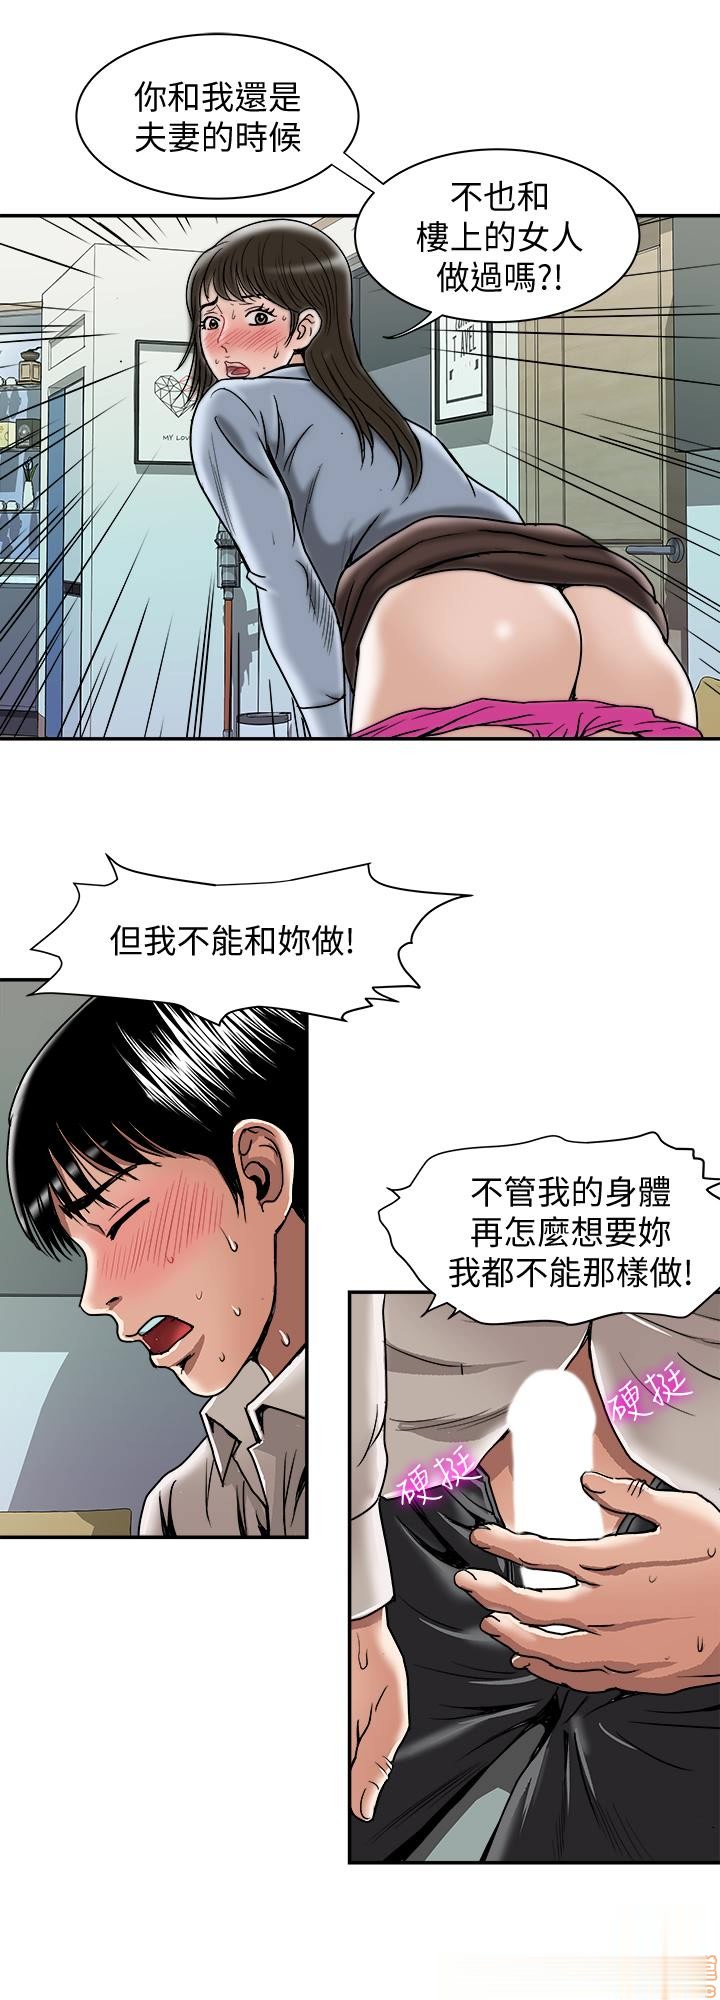 你和我還是
夫妻的時候
不也和
樓上的女人
做過嗎?!
MY Lov
但我不能和妳做!
不管我的身體
再怎麼想要妳
我都不能那樣做!
硬挺
硬挺